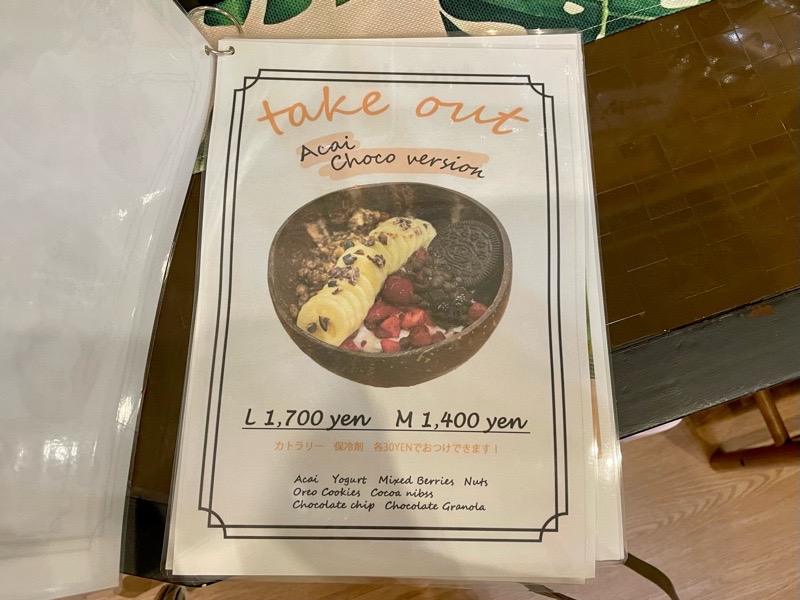 take out
Acai
Choco version
L 1,700 yen M 1,400 yen
カトラリー 保冷剤 各30YENでおつけできます!
Acai Yogurt Mixed Berries Nuts
Oreo Cookies Cocoa nibss
Chocolate chip Chocolate Granola